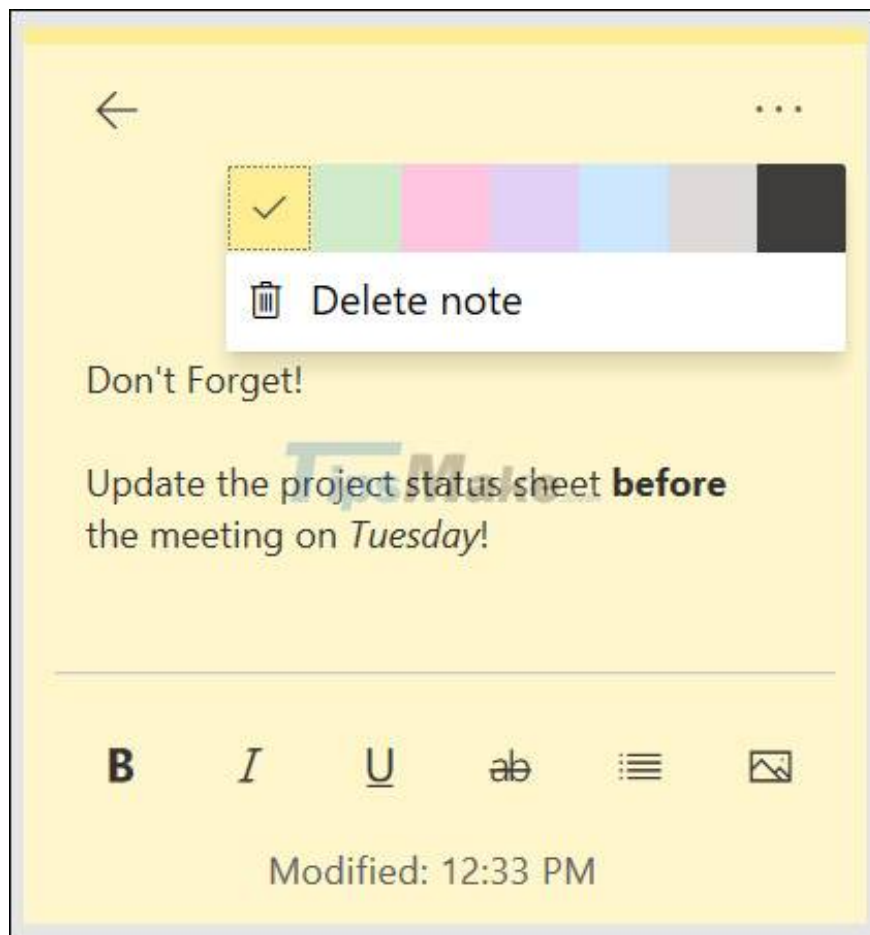 Delete note
Don't Forget!
Update the project status sheet before
the meeting on Tuesday!
TipsMake
B I U ab
Modified: 12:33 PM